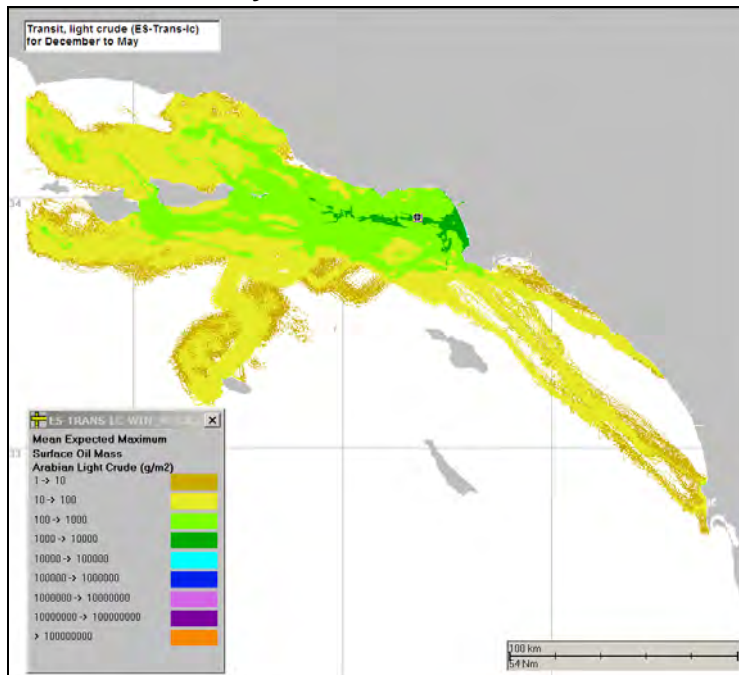 Transit, light crude (ES-Trans-lc)
for December to May
34
33
Mean Expected Maximum
Surface Oil Mass
Arabian Light Crude (g/m2)
1 -> 10
10 -> 100
100 -> 1000
1000 -> 10000
10000 -> 100000
100000 -> 1000000
1000000 -> 10000000
10000000 -> 100000000
> 100000000
100 km
54 Nm